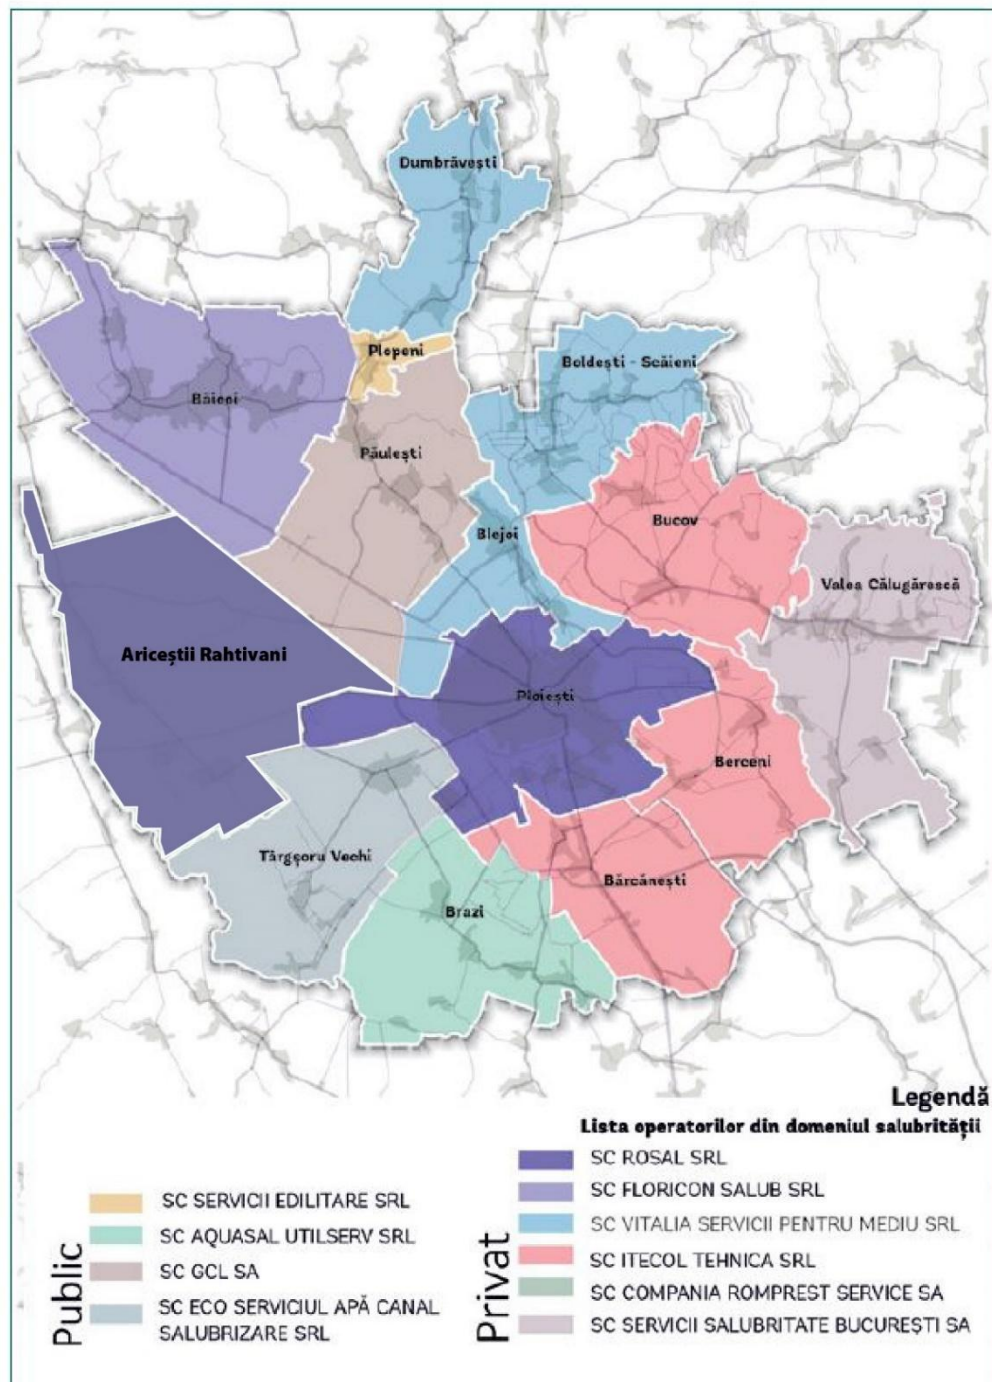 Dumbrăvești
Plopeni
Boldești - Scăieni
Băicoi
Păulești
Bucov
Blejoi
Valea Călugărească
Ariceștii Rahtivani
Ploiești
Berceni
Târgșoru Vechi
Bărcănești
Brazi
Legendă
Lista operatorilor din domeniul salubrității
Public
SC SERVICII EDILITARE SRL
SC AQUASAL UTILSERV SRL
SC GCL SA
SC ECO SERVICIUL APĂ CANAL
SALUBRIZARE SRL
Privat
SC ROSAL SRL
SC FLORICON SALUB SRL
SC VITALIA SERVICII PENTRU MEDIU SRL
SC ITECOL TEHNICA SRL
SC COMPANIA ROMPREST SERVICE SA
SC SERVICII SALUBRITATE BUCUREȘTI SA